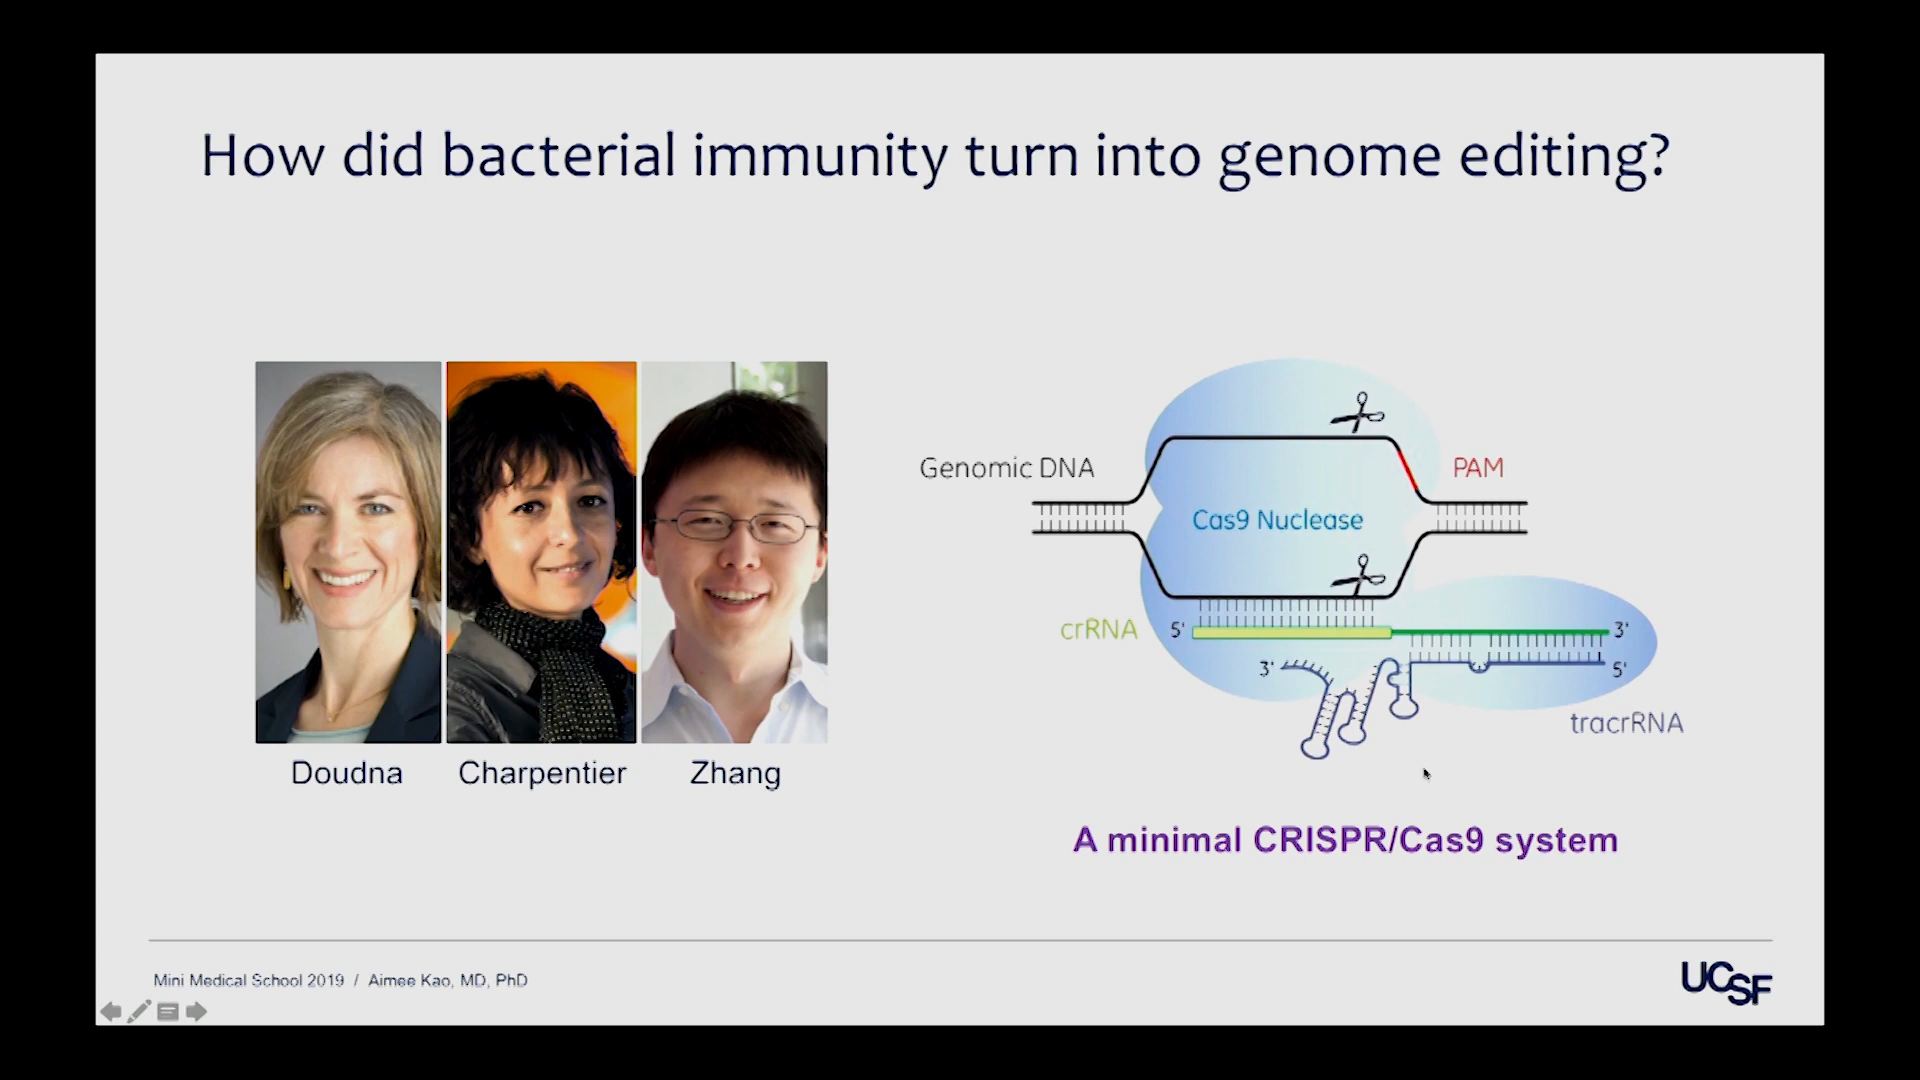 How did bacterial immunity turn into genome editing?
Doudna
Charpentier
Zhang
Genomic DNA
PAM
Cas9 Nuclease
crRNA
5'
3'
3'
5'
tracrRNA
A minimal CRISPR/Cas9 system
Mini Medical School 2019 / Aimee Kao, MD, PhD
UCSF